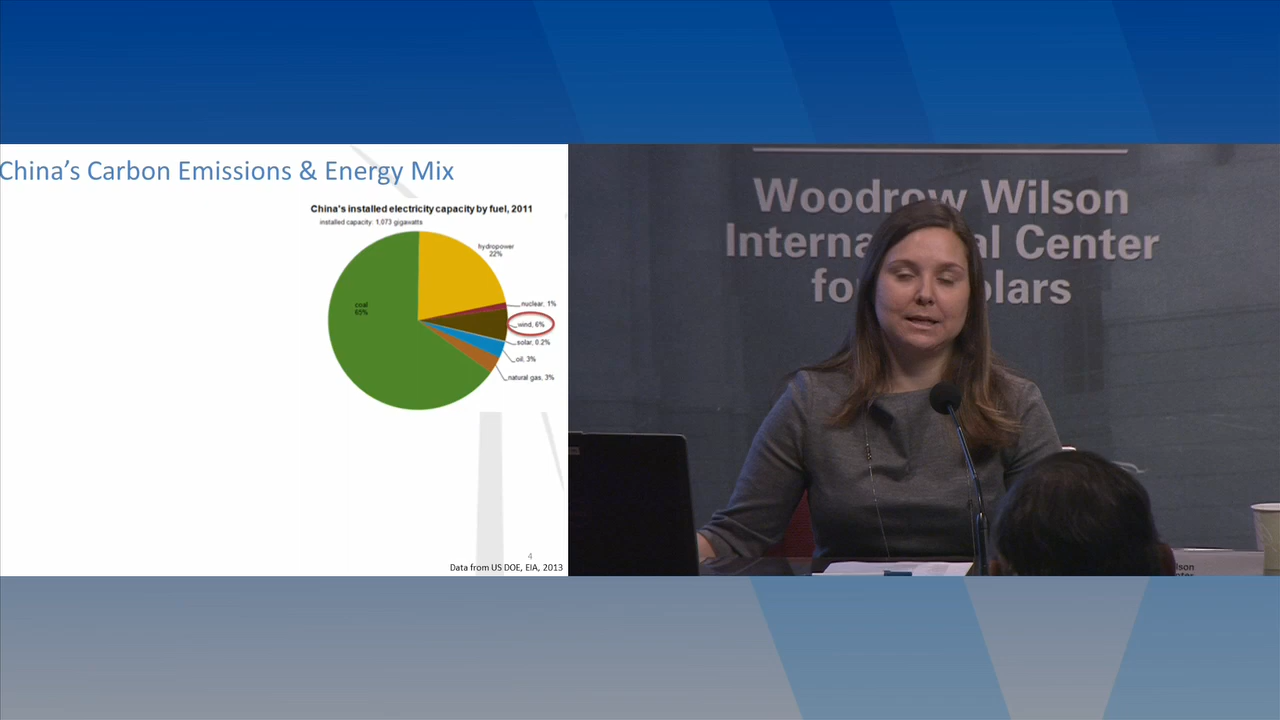 China's Carbon Emissions & Energy Mix
China's installed electricity capacity by fuel, 2011
installed capacity: 1,073 gigawatts
hydropower
22%
coal
65%
nuclear, 1%
wind, 6%
solar, 0.2%
oil, 3%
natural gas, 3%
4
Data from US DOE, EIA, 2013
Woodrow Wilson
International Center
for Scholars